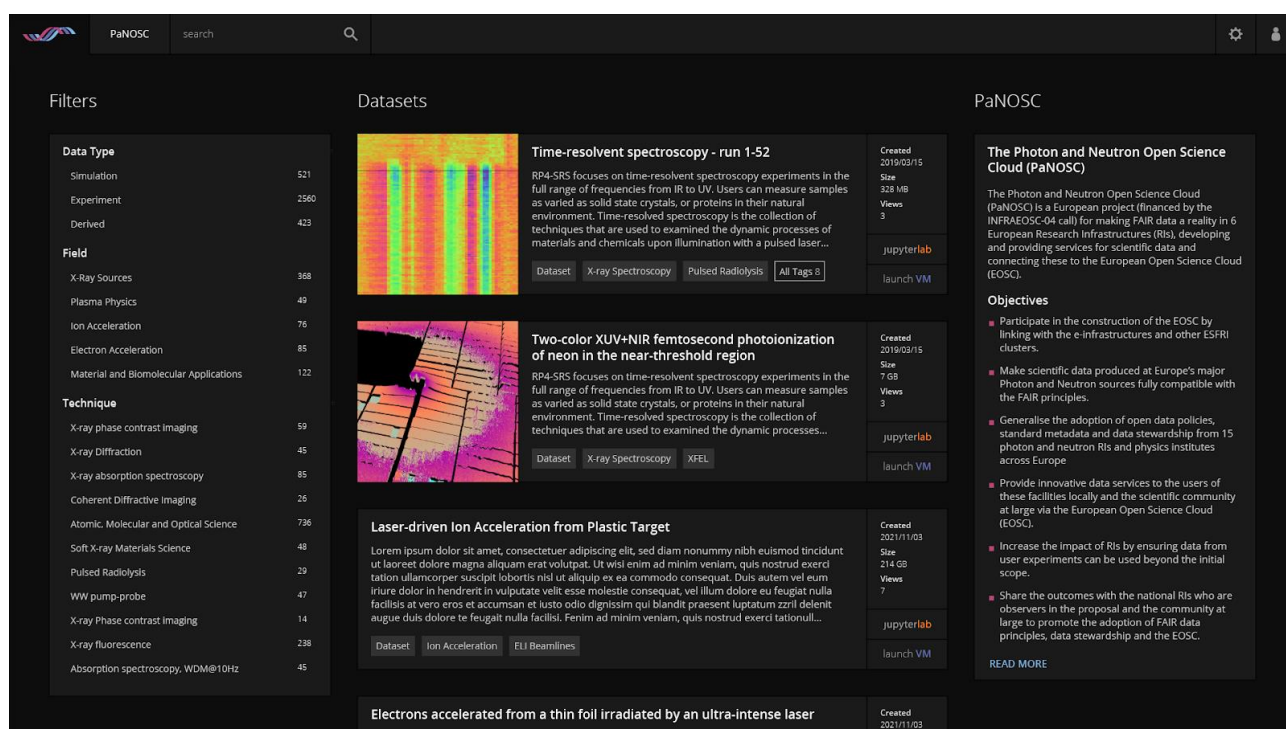 PaNOSC
search
Filters
Data Type
Simulation 521
Experiment 2560
Derived 423
Field
X-Ray Sources 368
Plasma Physics 49
Ion Acceleration 76
Electron Acceleration 85
Material and Biomolecular Applications 122
Technique
X-ray phase contrast imaging 59
X-ray Diffraction 45
X-ray absorption spectroscopy 85
Coherent Diffractive Imaging 26
Atomic, Molecular and Optical Science 736
Soft X-ray Materials Science 48
Pulsed Radiolysis 29
WW pump-probe 47
X-ray Phase contrast imaging 14
X-ray fluorescence 238
Absorption spectroscopy, WDM@10Hz 45
Datasets
Time-resolvent spectroscopy - run 1-52
RP4-SRS focuses on time-resolvent spectroscopy experiments in the
full range of frequencies from IR to UV. Users can measure samples
as varied as solid state crystals, or proteins in their natural
environment. Time-resolved spectroscopy is the collection of
techniques that are used to examined the dynamic processes of
materials and chemicals upon illumination with a pulsed laser...
Dataset X-ray Spectroscopy Pulsed Radiolysis All Tags 8
Created
2019/03/15
Size
328 MB
Views
3
jupyterlab
launch VM
Two-color XUV+NIR femtosecond photoionization
of neon in the near-threshold region
RP4-SRS focuses on time-resolvent spectroscopy experiments in the
full range of frequencies from IR to UV. Users can measure samples
as varied as solid state crystals, or proteins in their natural
environment. Time-resolved spectroscopy is the collection of
techniques that are used to examined the dynamic processes...
Dataset X-ray Spectroscopy XFEL
Created
2019/03/15
Size
7 GB
Views
3
jupyterlab
launch VM
Laser-driven Ion Acceleration from Plastic Target
Lorem ipsum dolor sit amet, consectetuer adipiscing elit, sed diam nonummy nibh euismod tincidunt
ut laoreet dolore magna aliquam erat volutpat. Ut wisi enim ad minim veniam, quis nostrud exerci
tation ullamcorper suscipit lobortis nisl ut aliquip ex ea commodo consequat. Duis autem vel eum
iriure dolor in hendrerit in vulputate velit esse molestie consequat, vel illum dolore eu feugiat nulla
facilisis at vero eros et accumsan et iusto odio dignissim qui blandit praesent luptatum zzril delenit
augue duis dolore te feugait nulla facilisi. Fenim ad minim veniam, quis nostrud exerci tationull...
Dataset Ion Acceleration ELI Beamlines
Created
2021/11/03
Size
214 GB
Views
7
jupyterlab
launch VM
Electrons accelerated from a thin foil irradiated by an ultra-intense laser
Created
2021/11/03
PaNOSC
The Photon and Neutron Open Science
Cloud (PaNOSC)
The Photon and Neutron Open Science Cloud
(PaNOSC) is a European project (financed by the
INFRAEOSC-04 call) for making FAIR data a reality in 6
European Research Infrastructures (RIs), developing
and providing services for scientific data and
connecting these to the European Open Science Cloud
(EOSC).
Objectives
Participate in the construction of the EOSC by
linking with the e-infrastructures and other ESFRI
clusters.
Make scientific data produced at Europe's major
Photon and Neutron sources fully compatible with
the FAIR principles.
Generalise the adoption of open data policies,
standard metadata and data stewardship from 15
photon and neutron RIs and physics institutes
across Europe
Provide innovative data services to the users of
these facilities locally and the scientific community
at large via the European Open Science Cloud
(EOSC).
Increase the impact of RIs by ensuring data from
user experiments can be used beyond the initial
scope.
Share the outcomes with the national RIs who are
observers in the proposal and the community at
large to promote the adoption of FAIR data
principles, data stewardship and the EOSC.
READ MORE